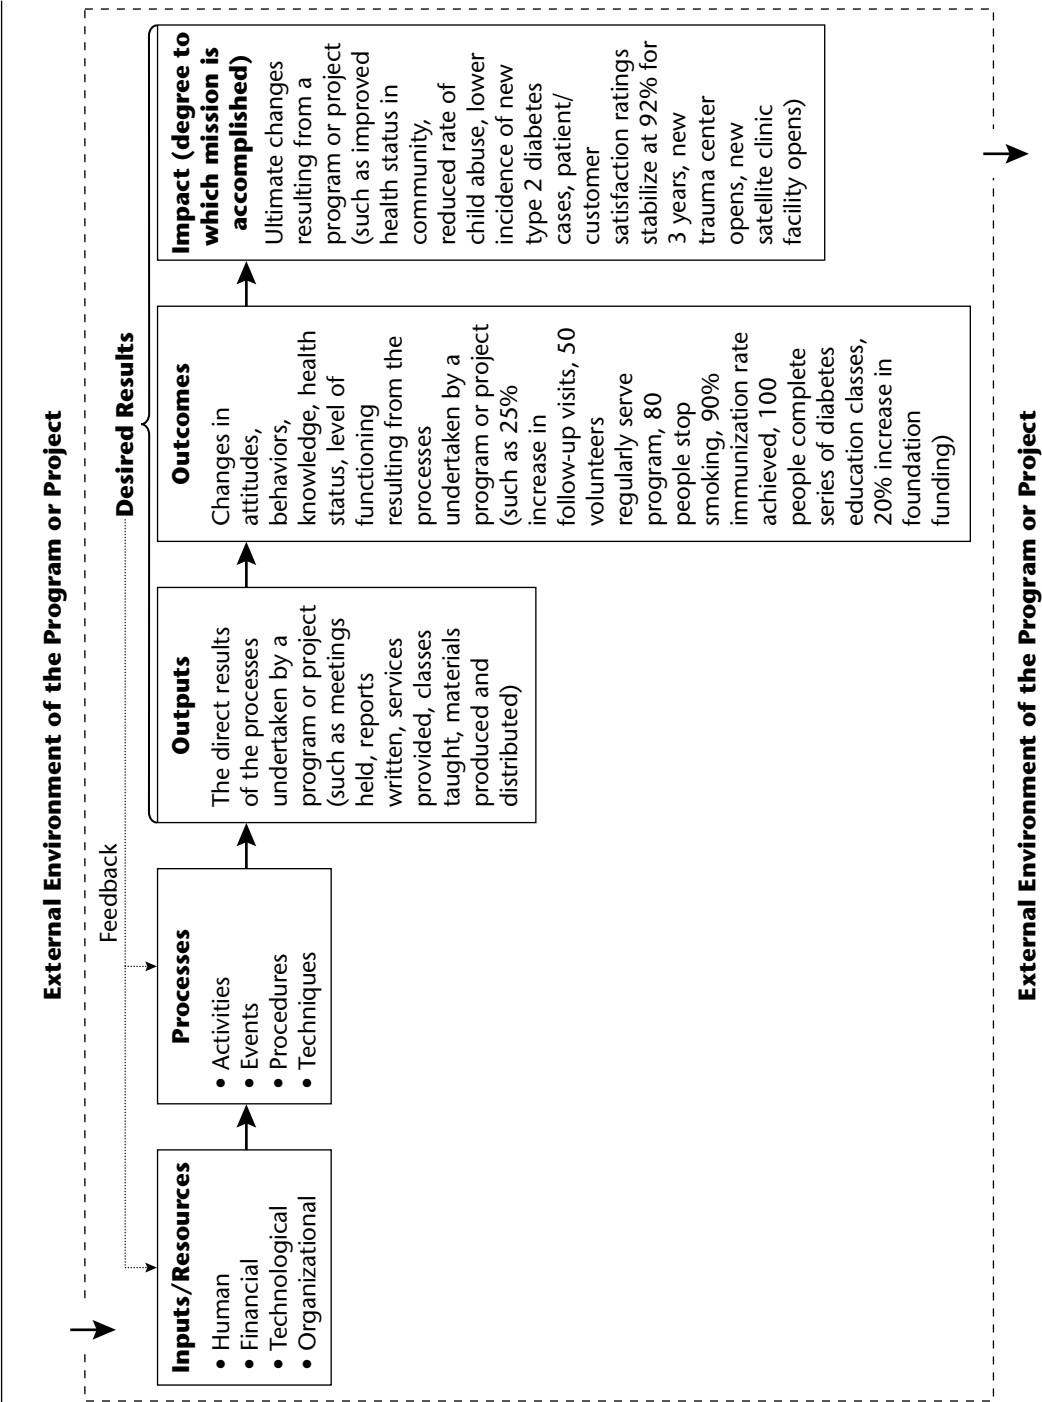 External Environment of the Program or Project
Feedback
Desired Results
Inputs/Resources
• Human
• Financial
• Technological
• Organizational
Processes
• Activities
• Events
• Procedures
• Techniques
Outputs
The direct results
of the processes
undertaken by a
program or project
(such as meetings
held, reports
written, services
provided, classes
taught, materials
produced and
distributed)
Outcomes
Changes in
attitudes,
behaviors,
knowledge, health
status, level of
functioning
resulting from the
processes
undertaken by a
program or project
(such as 25%
increase in
follow-up visits, 50
volunteers
regularly serve
program, 80
people stop
smoking, 90%
immunization rate
achieved, 100
people complete
series of diabetes
education classes,
20% increase in
foundation
funding)
Impact (degree to
which mission is
accomplished)
Ultimate changes
resulting from a
program or project
(such as improved
health status in
community,
reduced rate of
child abuse, lower
incidence of new
type 2 diabetes
cases, patient/
customer
satisfaction ratings
stabilize at 92% for
3 years, new
trauma center
opens, new
satellite clinic
facility opens)
External Environment of the Program or Project